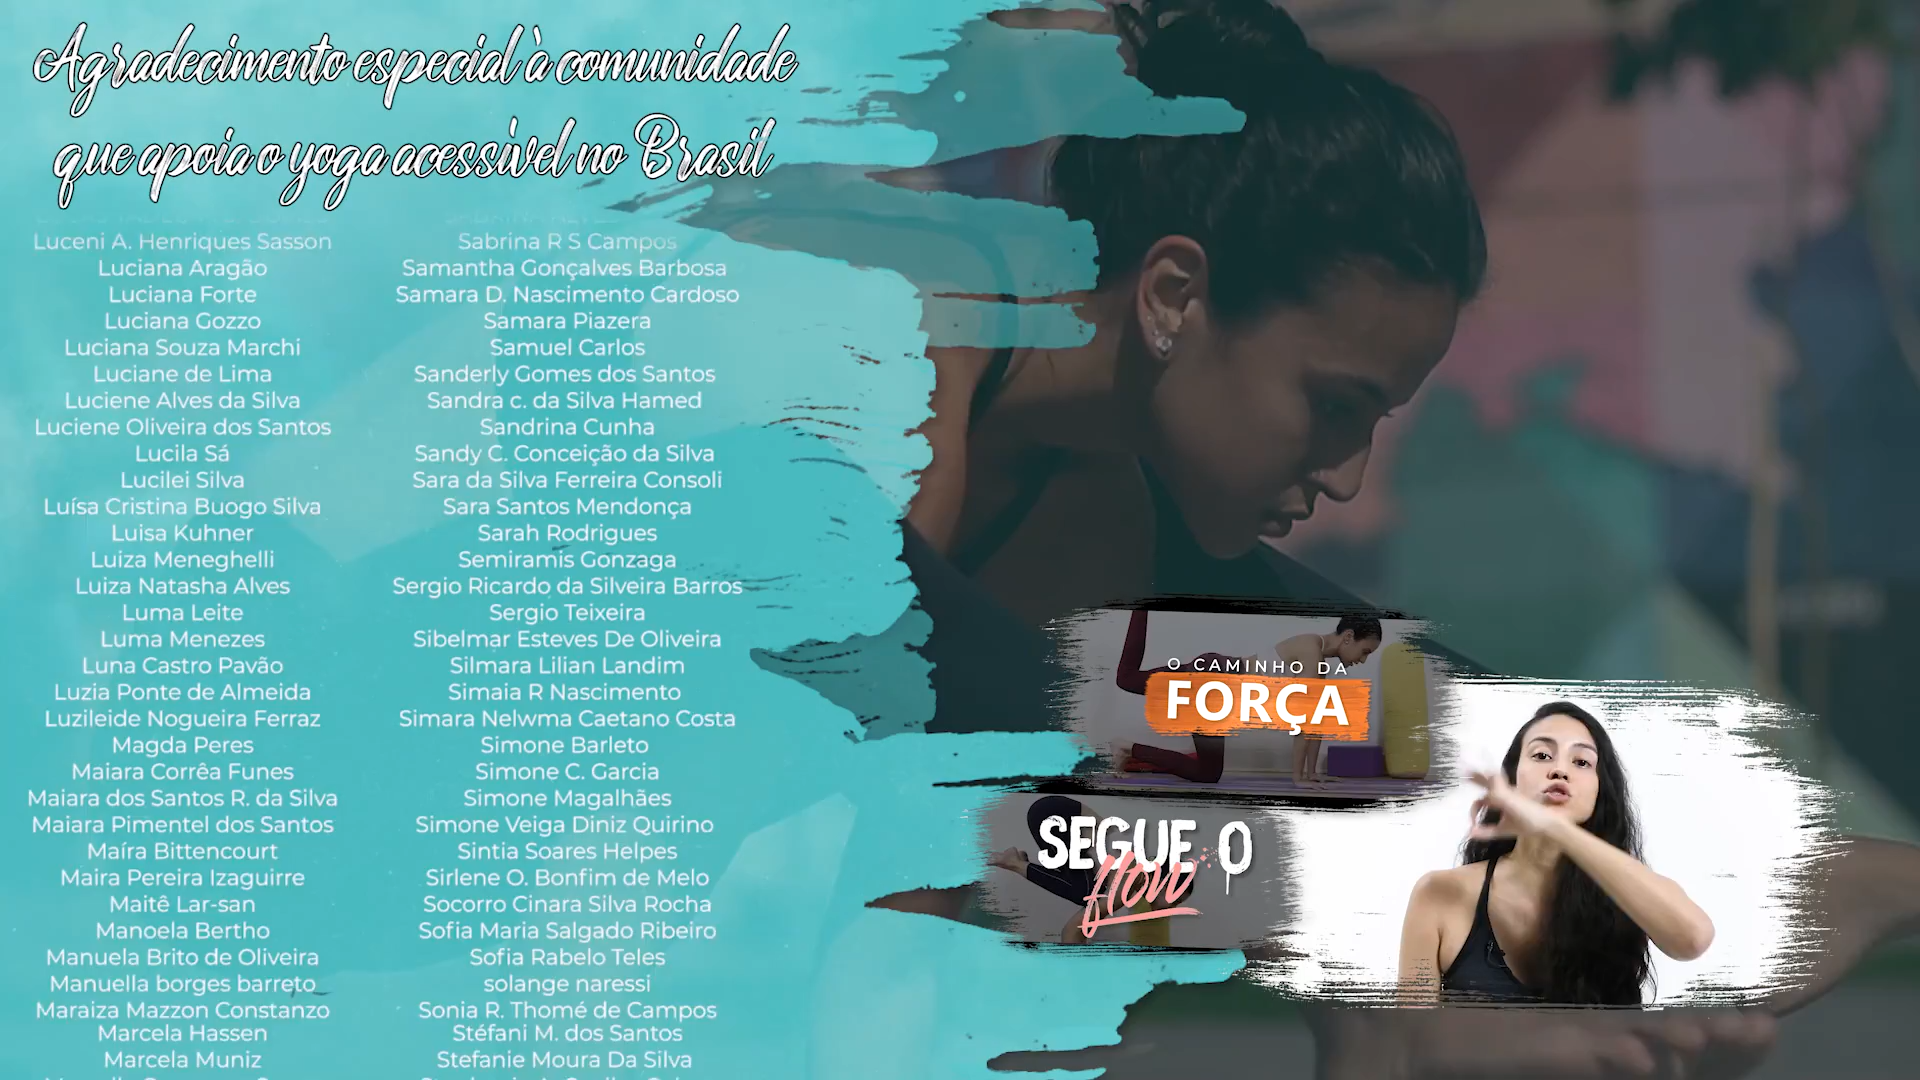 Agradecimento especial à comunidade
que apoia o yoga acessível no Brasil
Luceni A. Henriques Sasson
Luciana Aragão
Luciana Forte
Luciana Gozzo
Luciana Souza Marchi
Luciane de Lima
Luciene Alves da Silva
Luciene Oliveira dos Santos
Lucila Sá
Lucilei Silva
Luísa Cristina Buogo Silva
Luisa Kuhner
Luiza Meneghelli
Luiza Natasha Alves
Luma Leite
Luma Menezes
Luna Castro Pavão
Luzia Ponte de Almeida
Luzileide Nogueira Ferraz
Magda Peres
Maiara Corrêa Funes
Maiara dos Santos R. da Silva
Maiara Pimentel dos Santos
Maíra Bittencourt
Maira Pereira Izaguirre
Maitê Lar-san
Manoela Bertho
Manuela Brito de Oliveira
Manuella borges barreto
Maraiza Mazzon Constanzo
Marcela Hassen
Marcela Muniz
Sabrina R S Campos
Samantha Gonçalves Barbosa
Samara D. Nascimento Cardoso
Samara Piazera
Samuel Carlos
Sanderly Gomes dos Santos
Sandra c. da Silva Hamed
Sandrina Cunha
Sandy C. Conceição da Silva
Sara da Silva Ferreira Consoli
Sara Santos Mendonça
Sarah Rodrigues
Semiramis Gonzaga
Sergio Ricardo da Silveira Barros
Sergio Teixeira
Sibelmar Esteves De Oliveira
Silmara Lilian Landim
Simaia R Nascimento
Simara Nelwma Caetano Costa
Simone Barleto
Simone C. Garcia
Simone Magalhães
Simone Veiga Diniz Quirino
Sintia Soares Helpes
Sirlene O. Bonfim de Melo
Socorro Cinara Silva Rocha
Sofia Maria Salgado Ribeiro
Sofia Rabelo Teles
solange naressi
Sonia R. Thomé de Campos
Stéfani M. dos Santos
Stefanie Moura Da Silva
O CAMINHO DA
FORÇA
SEGUE O
flow